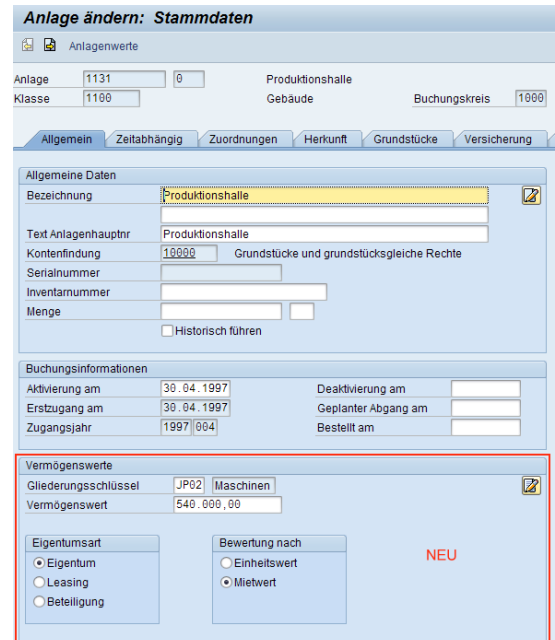 Anlage ändern: Stammdaten
Anlagenwerte
Anlage 1131 0 Produktionshalle
Klasse 1100 Gebäude Buchungskreis 1000
Allgemein Zeitabhängig Zuordnungen Herkunft Grundstücke Versicherung
Allgemeine Daten
Bezeichnung Produktionshalle
Text Anlagenhauptnr Produktionshalle
Kontenfindung 10000 Grundstücke und grundstücksgleiche Rechte
Serialnummer
Inventarnummer
Menge
Historisch führen
Buchungsinformationen
Aktivierung am 30.04.1997 Deaktivierung am
Erstzugang am 30.04.1997 Geplanter Abgang am
Zugangsjahr 1997 004 Bestellt am
Vermögenswerte
Gliederungsschlüssel JP02 Maschinen
Vermögenswert 540.000,00
Eigentumsart Bewertung nach
Eigentum Einheitswert NEU
Leasing Mietwert
Beteiligung